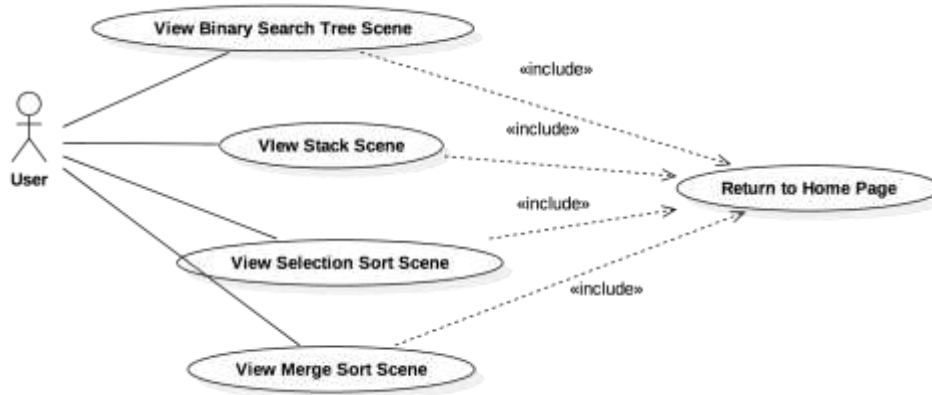 View Binary Search Tree Scene
«include»
«include»
VIew Stack Scene
User
Return to Home Page
«include»
View Selection Sort Scene
«include»
View Merge Sort Scene